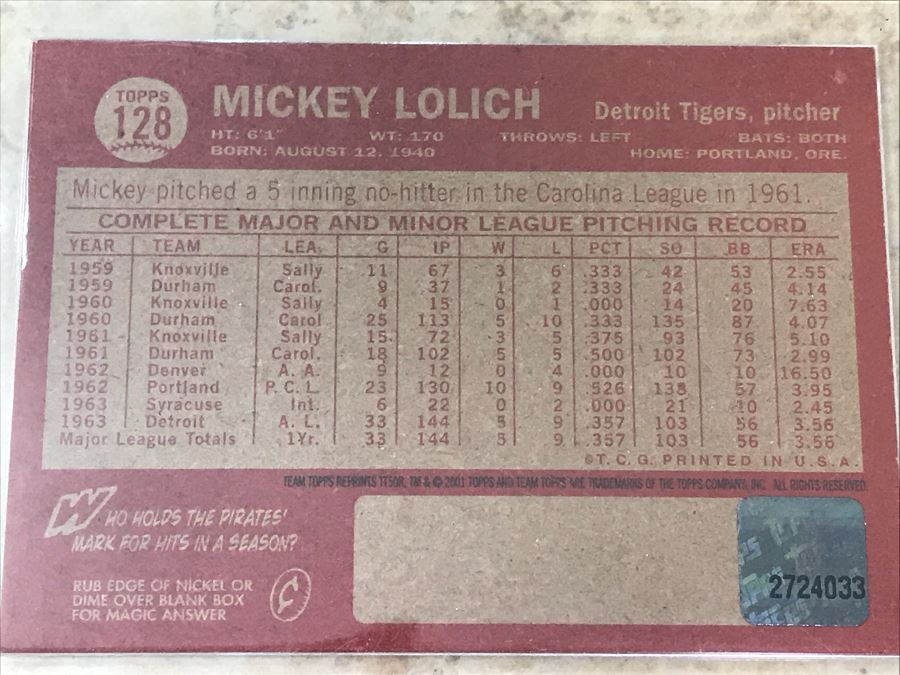 TOPPS
128
MICKEY LOLICH
Detroit Tigers, pitcher
HT: 6'1" WT: 170 THROWS: LEFT BATS: BOTH
BORN: AUGUST 12, 1940 HOME: PORTLAND, ORE.
Mickey pitched a 5 inning no-hitter in the Carolina League in 1961.
COMPLETE MAJOR AND MINOR LEAGUE PITCHING RECORD
YEAR TEAM LEA. G IP W L PCT SO BB ERA
1959 Knoxville Sally 11 67 3 6 .333 42 53 2.55
1959 Durham Carol. 9 37 1 2 .333 24 45 4.14
1960 Knoxville Sally 4 15 0 1 .000 14 20 7.63
1960 Durham Carol 25 113 5 10 .333 135 87 4.07
1961 Knoxville Sally 15 72 3 5 .375 93 76 5.10
1961 Durham Carol. 18 102 5 5 .500 102 73 2.99
1962 Denver A. A. 9 12 0 4 .000 10 10 16.50
1962 Portland P. C. L. 23 130 10 9 .526 138 57 3.95
1963 Syracuse Int. 6 22 0 2 .000 21 10 2.45
1963 Detroit A. L. 33 144 5 9 .357 103 56 3.56
Major League Totals 1Yr. 33 144 5 9 .357 103 56 3.56
©T. C. G. PRINTED IN U.S.A.
TEAM TOPPS REPRINTS TT50R, TM & © 2001 TOPPS AND TEAM TOPPS ARE TRADEMARKS OF THE TOPPS COMPANY, INC. ALL RIGHTS RESERVED.
WHO HOLDS THE PIRATES'
MARK FOR HITS IN A SEASON?
RUB EDGE OF NICKEL OR
DIME OVER BLANK BOX
FOR MAGIC ANSWER
2724033